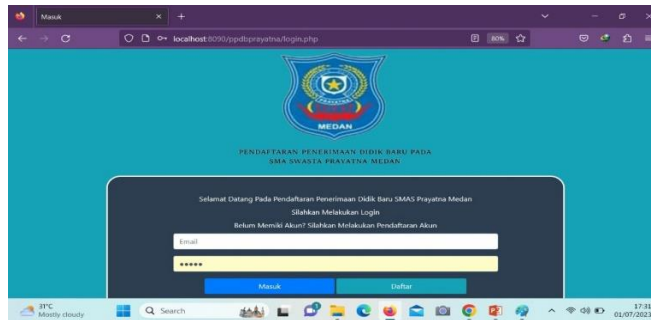 Masuk
localhost:8090/ppdbprayatna/login.php
80%
MEDAN
PENDAFTARAN PENERIMAAN DIDIK BARU PADA
SMA SWASTA PRAYATNA MEDAN
Selamat Datang Pada Pendaftaran Penerimaan Didik Baru SMAS Prayatna Medan
Silahkan Melakukan Login
Belum Memiki Akun? Silahkan Melakukan Pendaftaran Akun
Email
•••••
Masuk Daftar
31°C
Mostly cloudy
Search
17:31
01/07/2023